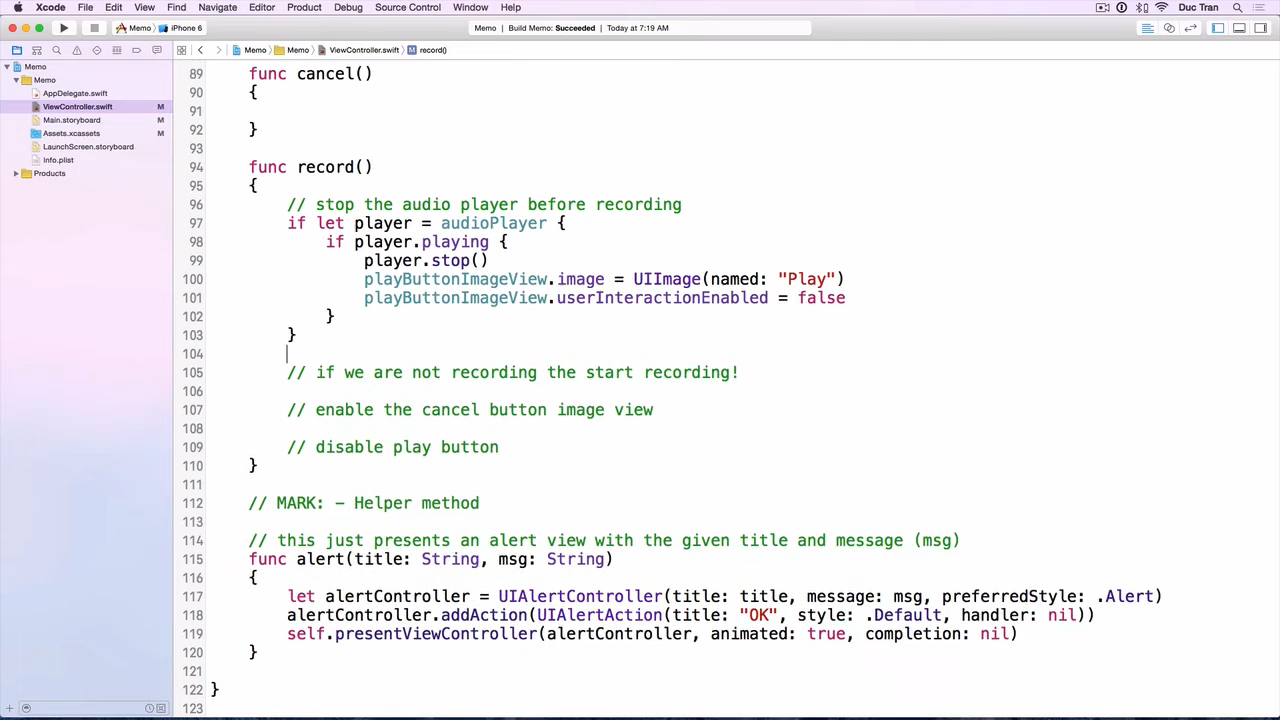 Xcode File Edit View Find Navigate Editor Product Debug Source Control Window Help Duc Tran
Memo iPhone 6 Memo Build Memo: Succeeded Today at 7:19 AM
Memo Memo ViewController.swift M record()
Memo
Memo
AppDelegate.swift
ViewController.swift M
Main.storyboard M
Assets.xcassets M
LaunchScreen.storyboard
Info.plist
Products
89 func cancel()
90 {
91
92 }
93
94 func record()
95 {
96 // stop the audio player before recording
97 if let player = audioPlayer {
98 if player.playing {
99 player.stop()
100 playButtonImageView.image = UIImage(named: "Play")
101 playButtonImageView.userInteractionEnabled = false
102 }
103 }
104
105 // if we are not recording the start recording!
106
107 // enable the cancel button image view
108
109 // disable play button
110 }
111
112 // MARK: - Helper method
113
114 // this just presents an alert view with the given title and message (msg)
115 func alert(title: String, msg: String)
116 {
117 let alertController = UIAlertController(title: title, message: msg, preferredStyle: .Alert)
118 alertController.addAction(UIAlertAction(title: "OK", style: .Default, handler: nil))
119 self.presentViewController(alertController, animated: true, completion: nil)
120 }
121
122 }
123